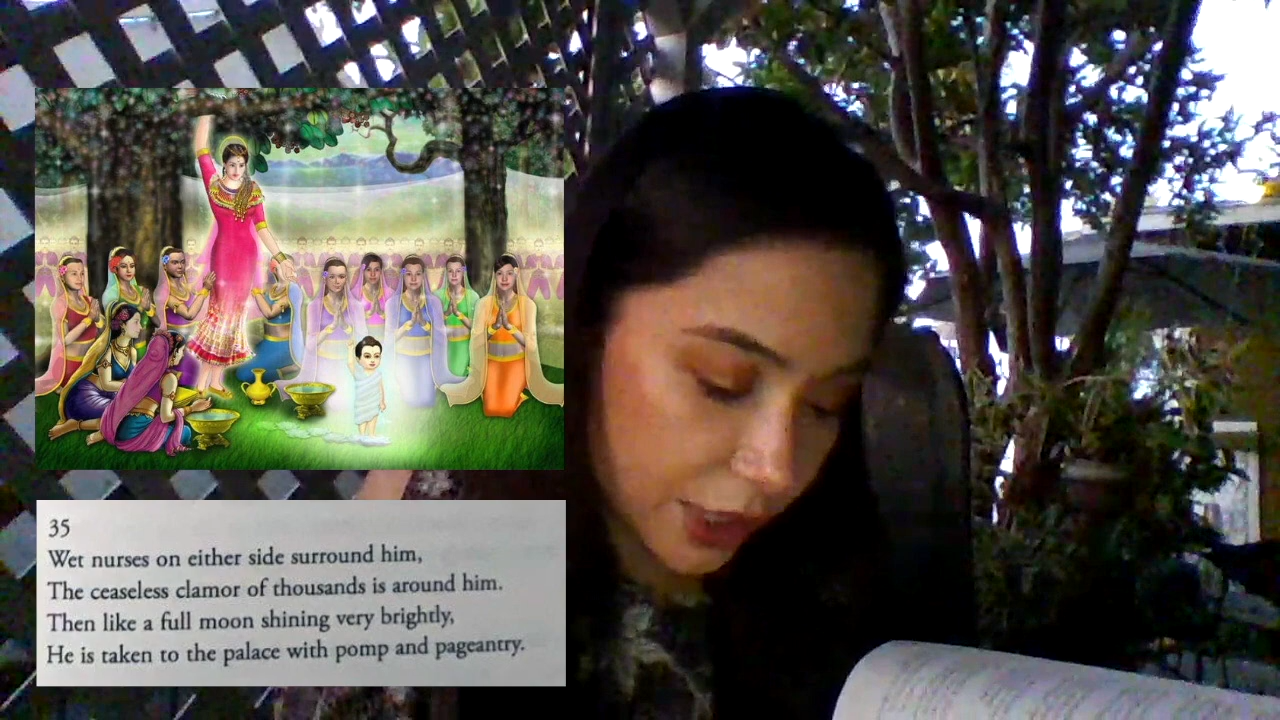 35
Wet nurses on either side surround him,
The ceaseless clamor of thousands is around him.
Then like a full moon shining very brightly,
He is taken to the palace with pomp and pageantry.